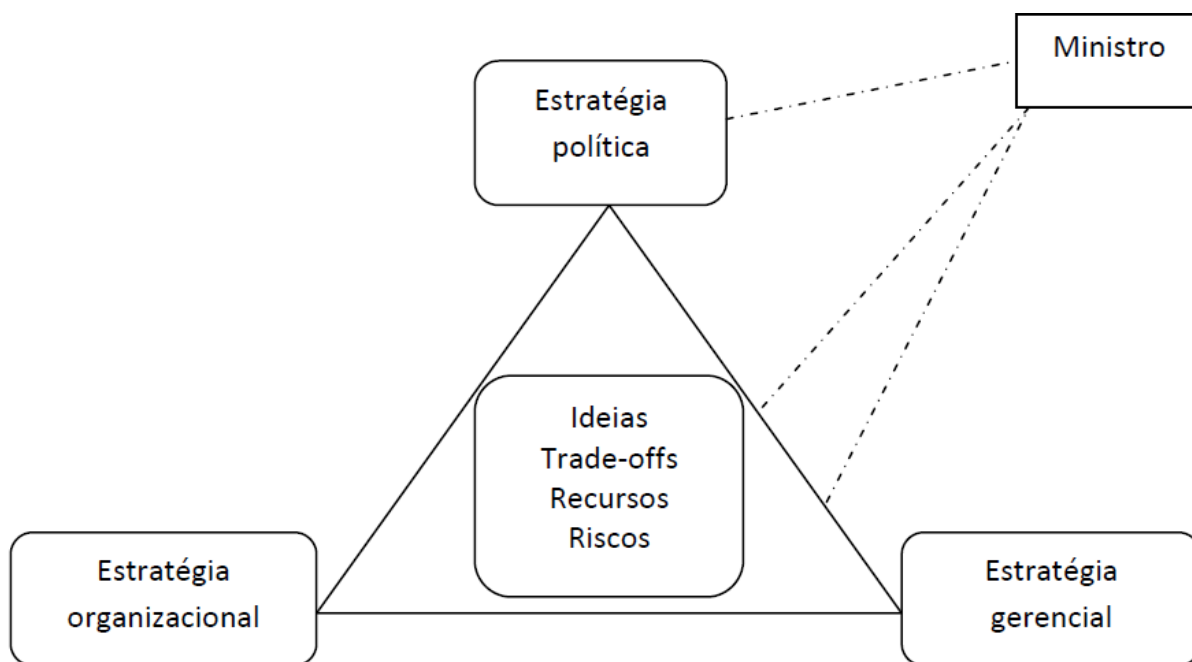 Ministro
Estratégia
política
Ideias
Trade-offs
Recursos
Riscos
Estratégia
organizacional
Estratégia
gerencial